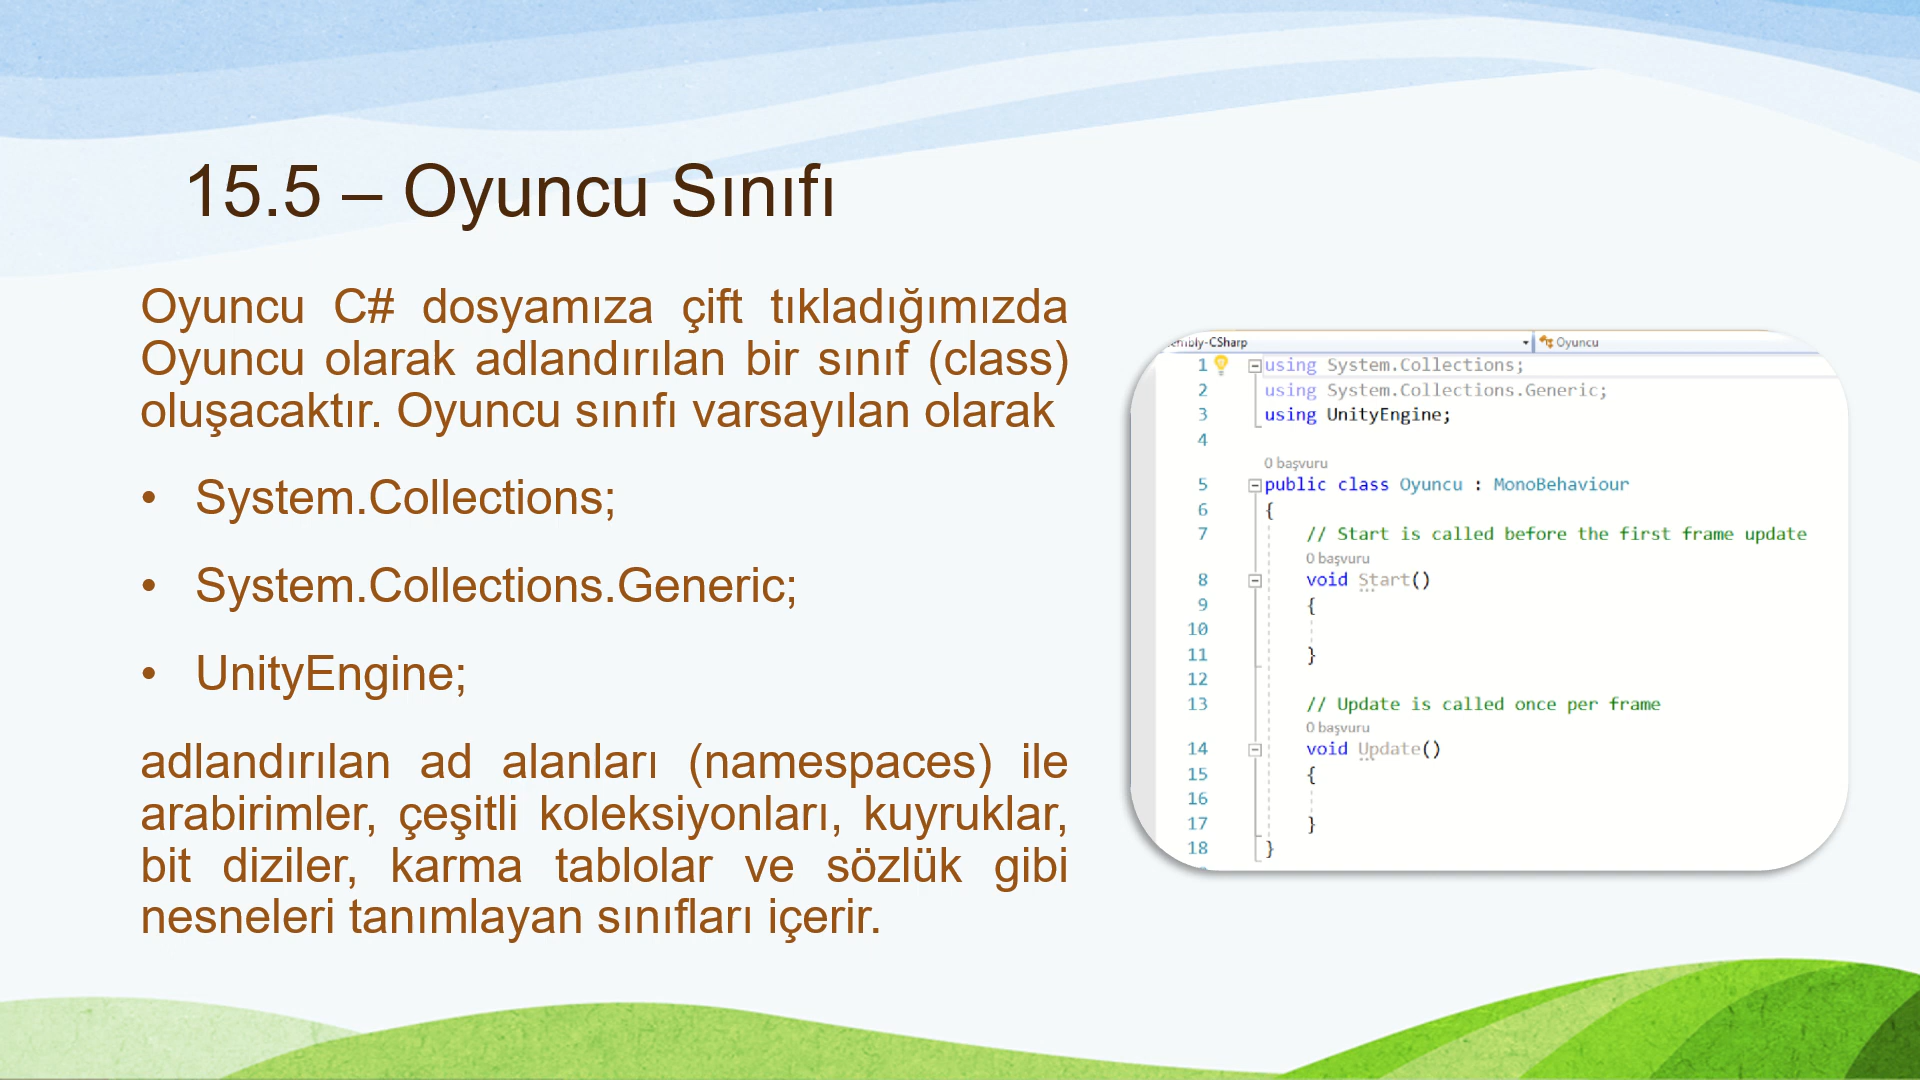 15.5 – Oyuncu Sınıfı
Oyuncu C# dosyamıza çift tıkladığımızda
Oyuncu olarak adlandırılan bir sınıf (class)
oluşacaktır. Oyuncu sınıfı varsayılan olarak
• System.Collections;
• System.Collections.Generic;
• UnityEngine;
adlandırılan ad alanları (namespaces) ile
arabirimler, çeşitli koleksiyonları, kuyruklar,
bit diziler, karma tablolar ve sözlük gibi
nesneleri tanımlayan sınıfları içerir.
embly-CSharp Oyuncu
1 using System.Collections;
2 using System.Collections.Generic;
3 using UnityEngine;
4
0 başvuru
5 public class Oyuncu : MonoBehaviour
6 {
7 // Start is called before the first frame update
0 başvuru
8 void Start()
9 {
10
11 }
12
13 // Update is called once per frame
0 başvuru
14 void Update()
15 {
16
17 }
18 }